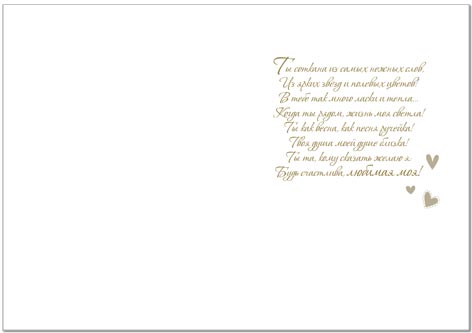 Ты соткана из самых нежных слов,
Из ярких звезд и полевых цветов!
В тебе так много ласки и тепла...
Когда ты рядом, жизнь моя светла!
Ты как весна, как песня ручейка!
Твоя душа моей душе близка!
Ты та, кому сказать желаю я:
Будь счастлива, любимая моя!